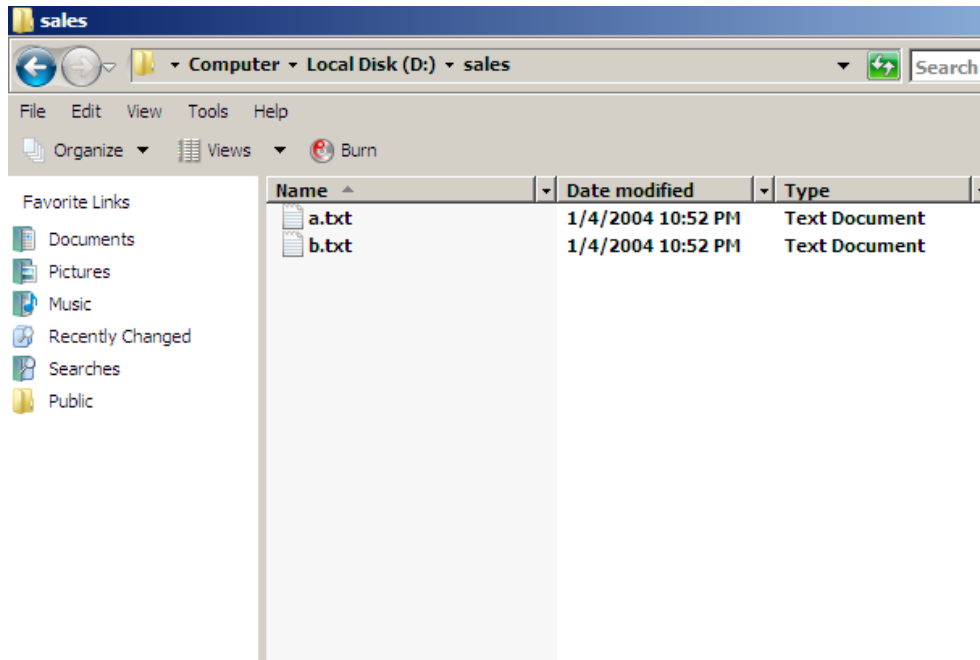 sales
Computer Local Disk (D:) sales
Search
File Edit View Tools Help
Organize Views Burn
Favorite Links
Documents
Pictures
Music
Recently Changed
Searches
Public
Name Date modified Type
a.txt 1/4/2004 10:52 PM Text Document
b.txt 1/4/2004 10:52 PM Text Document